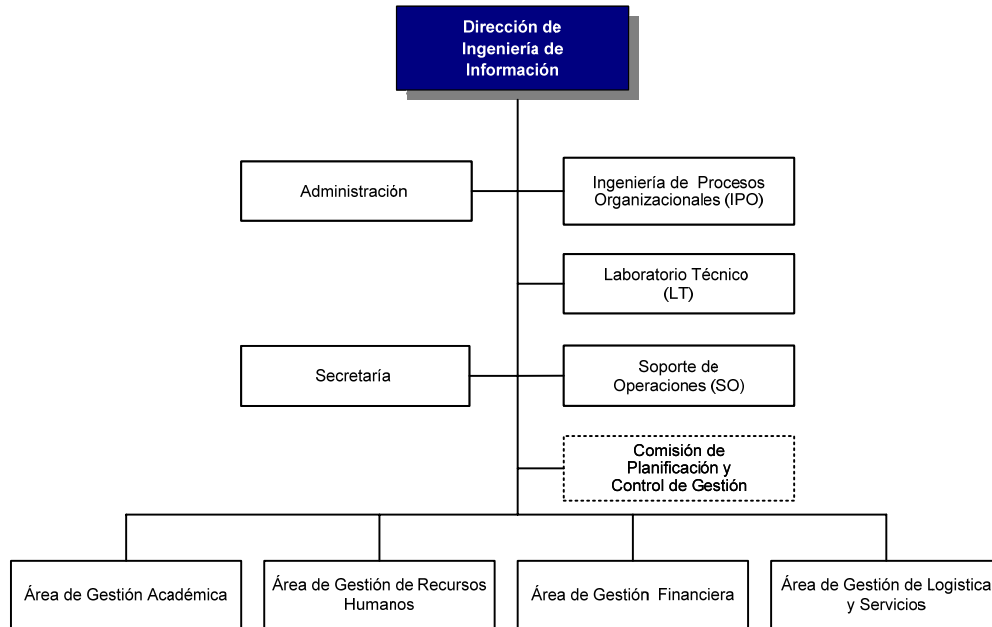 Dirección de
Ingeniería de
Información
Administración
Ingeniería de Procesos
Organizacionales (IPO)
Laboratorio Técnico
(LT)
Secretaría
Soporte de
Operaciones (SO)
Comisión de
Planificación y
Control de Gestión
Área de Gestión Académica
Área de Gestión de Recursos
Humanos
Área de Gestión Financiera
Área de Gestión de Logistica
y Servicios